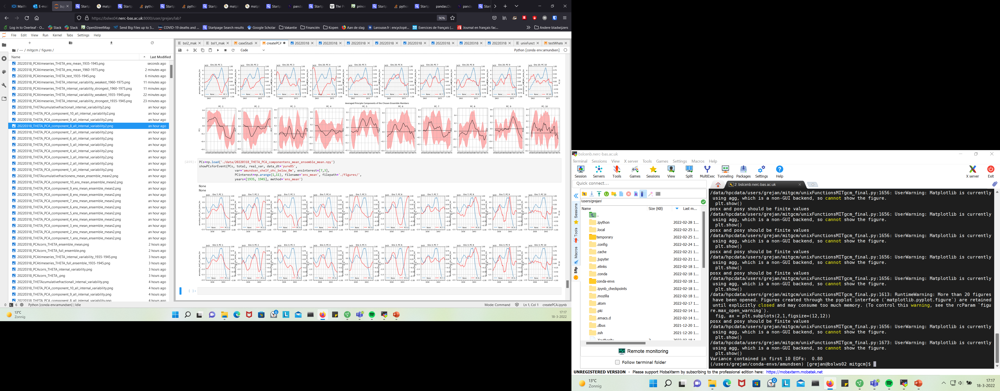 Mailfe
E-mai
Jup
Startp
matpl
Startp
python
Startp
python
Startp
matpl
matpl
Startp
panda
Startp
The P
prince
Startp
python
Startp
pandas.Da
panda
Start
https://bslws04.nerc-bas.ac.uk:8000/user/grejan/lab?
90%
Log in to Overleaf - O...
Slack
Slack
OpenStreetMap
Send Big Files up to 5...
COVID-19 deaths and ...
Startpage Search results
Google Scholar
Vakantie
Financiën
Kopen
Aan de slag
Larousse.fr : encyclopé...
Exercices de français (...
Journal en français fac...
Andere bladwijzers
File Edit View Run Kernel Tabs Settings Help
/ ··· / mitgcm / figures /
Name Last Modified
20220318_PCAtimeseries_THETA_ens_mean_1935-1945.png seconds ago
20220318_PCAtimeseries_THETA_ens_mean_1960-1975.png 2 minutes ago
20220318_PCAtimeseries_THETA_test_1935-1945.png 6 minutes ago
20220318_PCAtimeseries_THETA_internal_variability_weakest_1960-1975.png 11 minutes ago
20220318_PCAtimeseries_THETA_internal_variability_strongest_1960-1975.png 11 minutes ago
20220318_PCAtimeseries_THETA_internal_variability_weakest_1935-1945.png 22 minutes ago
20220318_PCAtimeseries_THETA_internal_variability_strongest_1935-1945.png 23 minutes ago
20220318_THETAcumulativefractionall_internal_variability2.png an hour ago
20220318_THETA_PCA_component_10_all_internal_variability2.png an hour ago
20220318_THETA_PCA_component_9_all_internal_variability2.png an hour ago
20220318_THETA_PCA_component_8_all_internal_variability2.png an hour ago
20220318_THETA_PCA_component_7_all_internal_variability2.png an hour ago
20220318_THETA_PCA_component_6_all_internal_variability2.png an hour ago
20220318_THETA_PCA_component_5_all_internal_variability2.png an hour ago
20220318_THETA_PCA_component_4_all_internal_variability2.png an hour ago
20220318_THETA_PCA_component_3_all_internal_variability2.png an hour ago
20220318_THETA_PCA_component_2_all_internal_variability2.png an hour ago
20220318_THETA_PCA_component_1_all_internal_variability2.png an hour ago
20220318_THETAcumulativefractionens_mean_ensemble_mean2.png an hour ago
20220318_THETA_PCA_component_10_ens_mean_ensemble_mean2.png an hour ago
20220318_THETA_PCA_component_9_ens_mean_ensemble_mean2.png an hour ago
20220318_THETA_PCA_component_8_ens_mean_ensemble_mean2.png an hour ago
20220318_THETA_PCA_component_7_ens_mean_ensemble_mean2.png an hour ago
20220318_THETA_PCA_component_6_ens_mean_ensemble_mean2.png an hour ago
20220318_THETA_PCA_component_5_ens_mean_ensemble_mean2.png an hour ago
20220318_THETA_PCA_component_4_ens_mean_ensemble_mean2.png an hour ago
20220318_THETA_PCA_component_3_ens_mean_ensemble_mean2.png an hour ago
20220318_THETA_PCA_component_2_ens_mean_ensemble_mean2.png an hour ago
20220318_THETA_PCA_component_1_ens_mean_ensemble_mean2.png an hour ago
20220318_PCAcorrs_THETA_ensemble_mean.png 2 hours ago
20220318_PCAcorrs_THETA_full_ensemble.png 2 hours ago
20220318_PCAtimeseries_THETA_internal_variability_1935-1945.png 3 hours ago
20220318_PCAtimeseries_THETA_full_ensemble_1935-1945.png 3 hours ago
20220318_PCAcorrs_THETA_internal_variability.png 3 hours ago
20220318_PCAcorrs_THETA_.png 3 hours ago
20220318_THETAcumulativefractionall_internal_variability.png 4 hours ago
20220318_THETA_PCA_component_10_all_internal_variability.png 4 hours ago
20220318_THETA_PCA_component_9_all_internal_variability.png 4 hours ago
20220318_THETA_PCA_component_8_all_internal_variability.png 4 hours ago
bsl2_mak
bsl1_mak
caseStudi
createPCA
20220318
20220318
20220318
20220318
20220318
20220318
20220318
20220318
unixFunct
testWhate
Code
Python [conda env:amundsen]
Ens 20; PC 1 Ens 20; PC 2 Ens 20; PC 3 Ens 20; PC 4 Ens 20; PC 5 Ens 20; PC 6 Ens 20; PC 7 Ens 20; PC 8 Ens 20; PC 9 Ens 20; PC 10
Averaged Principle Components of the Chosen Ensemble Members
PC: 1 PC: 2 PC: 3 PC: 4 PC: 5 PC: 6 PC: 7 PC: 8 PC: 9 PC: 10
[205]:
PCs=np.load('./data/20220318_THETA_PCA_componentens_mean_ensemble_mean.npy')
showPCsforEvent(PCs, total, real_var, data_dt='pureBS',
var='amundsen_shelf_ohc_below_0m', ensinterest=[7,3],
PCinterest=np.arange(1,11), filename='ens_mean', filepath='./figures/',
years=[1935, 1945], method='ens_mean')
None
None
Ens 7; PC 1 Ens 7; PC 2 Ens 7; PC 3 Ens 7; PC 4 Ens 7; PC 5 Ens 7; PC 6 Ens 7; PC 7 Ens 7; PC 8 Ens 7; PC 9 Ens 7; PC 10
Ens 3; PC 1 Ens 3; PC 2 Ens 3; PC 3 Ens 3; PC 4 Ens 3; PC 5 Ens 3; PC 6 Ens 3; PC 7 Ens 3; PC 8 Ens 3; PC 9 Ens 3; PC 10
[ ]:
0 6 Python [conda env:amundsen] | Idle
Mode: Command Ln 1, Col 1 createPCA.ipynb
13°C
Zonnig
17:17
18-3-2022
bslcenb.nerc-bas.ac.uk
Terminal Sessions View X server Tools Games Settings Macros Help
Session Servers Tools Games Sessions View Split MultiExec Tunneling Packages Settings Help X server Exit
Quick connect...
2. bslcenb.nerc-bas.ac.uk
Sessions
Tools
Macros
Sftp
/users/grejan/
Name Size (KB) Last m...
..
.ipython 2022-02-28 1...
.local 2022-02-25 1...
temporary 2022-02-25 1...
.config 2022-02-24 1...
.cache 2022-02-21 1...
.jupyter 2022-02-21 1...
.elinks 2022-02-18 1...
.conda 2022-02-18 1...
conda-envs 2022-02-18 1...
.ipynb_checkpoints 2022-02-18 1...
.mozilla 2022-02-18 1...
.atom 2022-02-17 1...
.pki 2022-02-14 1...
.emacs.d 2022-02-14 1...
.dbus 2021-12-20 1...
.ssh 2021-12-20 1...
Remote monitoring
Follow terminal folder
/data/hpcdata/users/grejan/mitgcm/unixFunctionsMITgcm_final.py:1656: UserWarning: Matplotlib is currently
using agg, which is a non-GUI backend, so cannot show the figure.
plt.show()
posx and posy should be finite values
/data/hpcdata/users/grejan/mitgcm/unixFunctionsMITgcm_final.py:1656: UserWarning: Matplotlib is currently
using agg, which is a non-GUI backend, so cannot show the figure.
plt.show()
posx and posy should be finite values
/data/hpcdata/users/grejan/mitgcm/unixFunctionsMITgcm_final.py:1656: UserWarning: Matplotlib is currently
using agg, which is a non-GUI backend, so cannot show the figure.
plt.show()
posx and posy should be finite values
/data/hpcdata/users/grejan/mitgcm/unixFunctionsMITgcm_final.py:1656: UserWarning: Matplotlib is currently
using agg, which is a non-GUI backend, so cannot show the figure.
plt.show()
posx and posy should be finite values
/data/hpcdata/users/grejan/mitgcm/unixFunctionsMITgcm_final.py:1656: UserWarning: Matplotlib is currently
using agg, which is a non-GUI backend, so cannot show the figure.
plt.show()
/data/hpcdata/users/grejan/mitgcm/unixFunctionsMITgcm_final.py:1613: RuntimeWarning: More than 20 figures
have been opened. Figures created through the pyplot interface (`matplotlib.pyplot.figure`) are retained
until explicitly closed and may consume too much memory. (To control this warning, see the rcParam `figu
re.max_open_warning`).
fig, ax = plt.subplots(2,1,figsize=(12,12))
posx and posy should be finite values
/data/hpcdata/users/grejan/mitgcm/unixFunctionsMITgcm_final.py:1656: UserWarning: Matplotlib is currently
using agg, which is a non-GUI backend, so cannot show the figure.
plt.show()
/data/hpcdata/users/grejan/mitgcm/unixFunctionsMITgcm_final.py:1673: UserWarning: Matplotlib is currently
using agg, which is a non-GUI backend, so cannot show the figure.
plt.show()
Variance contained in first 10 EOFs: 0.80
(/users/grejan/conda-envs/amundsen) [grejan@bslws02 mitgcm]$
UNREGISTERED VERSION - Please support MobaXterm by subscribing to the professional edition here: https://mobaxterm.mobatek.net
13°C
Zonnig
17:17
18-3-2022